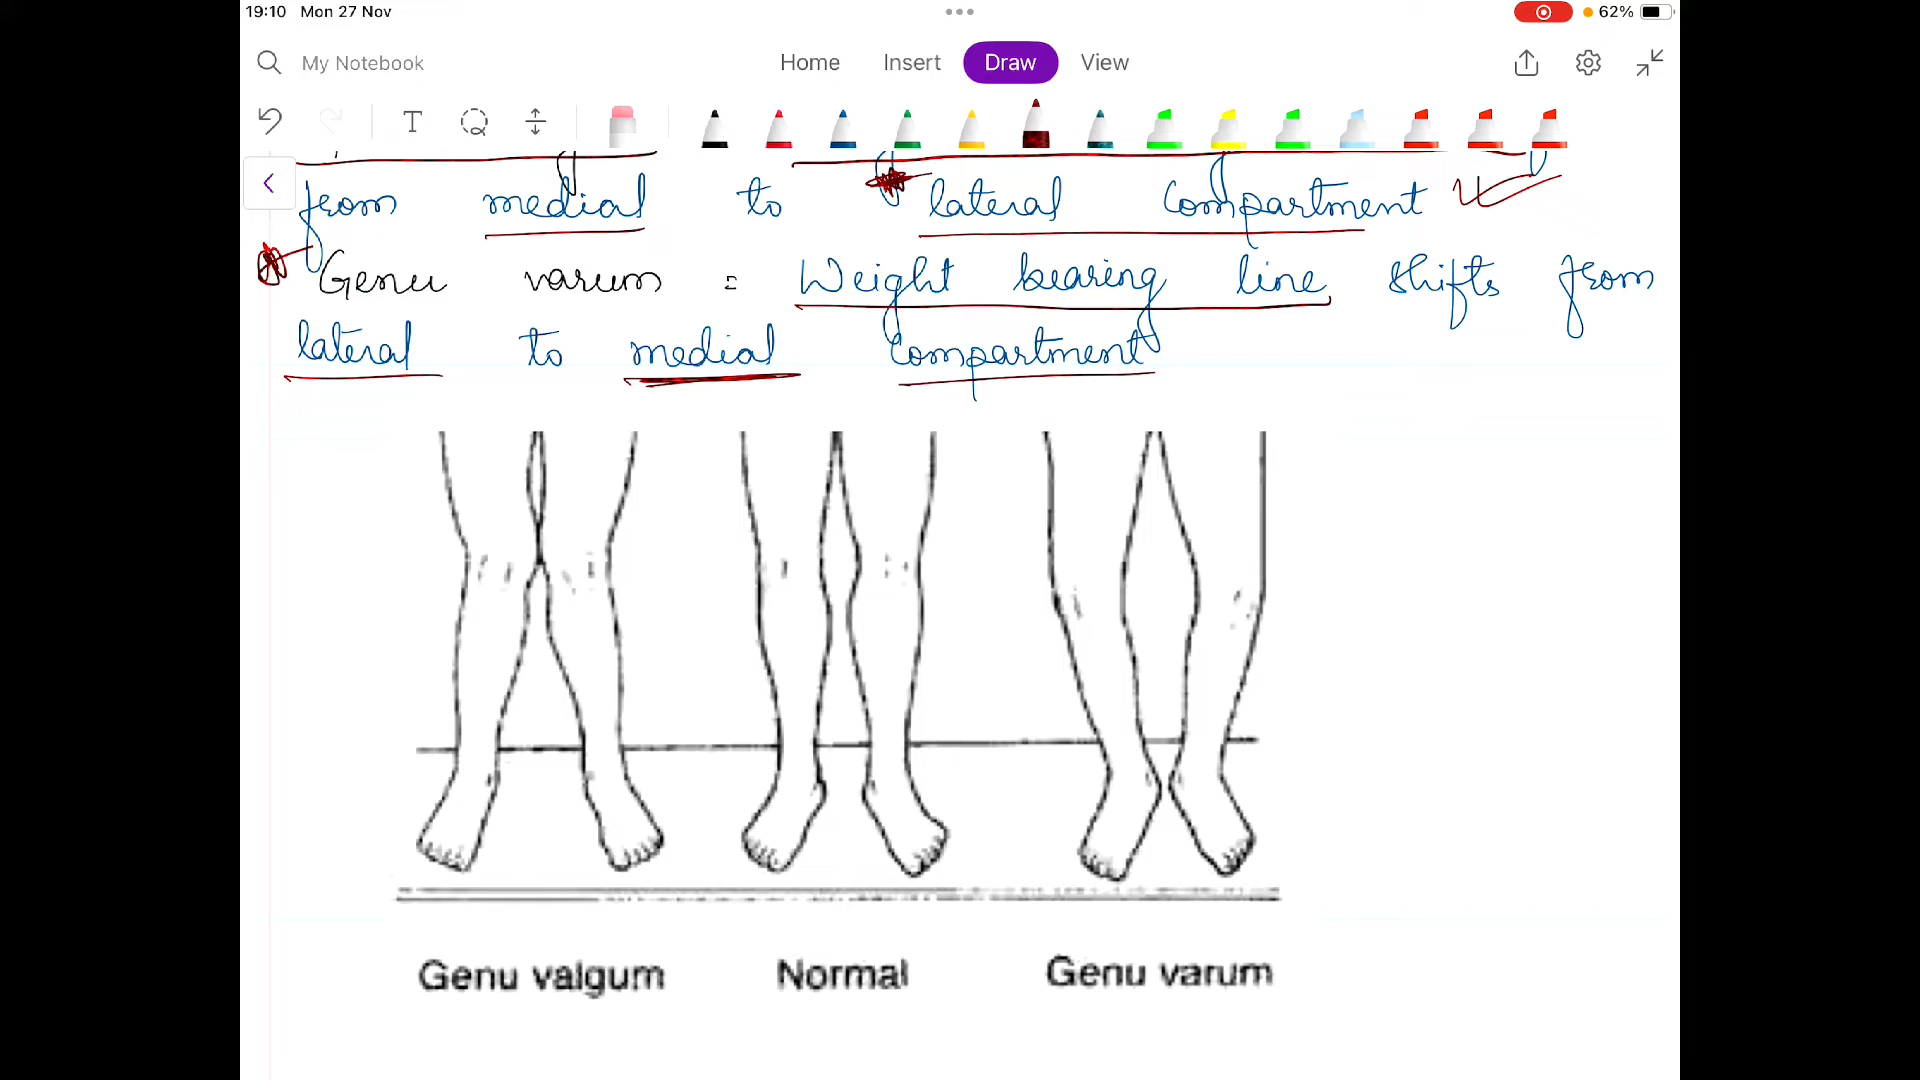 19:10 Mon 27 Nov 62%
My Notebook Home Insert Draw View
T
from medial to lateral compartment
Genu varum = Weight bearing line shifts from
lateral to medial compartment
Genu valgum Normal Genu varum